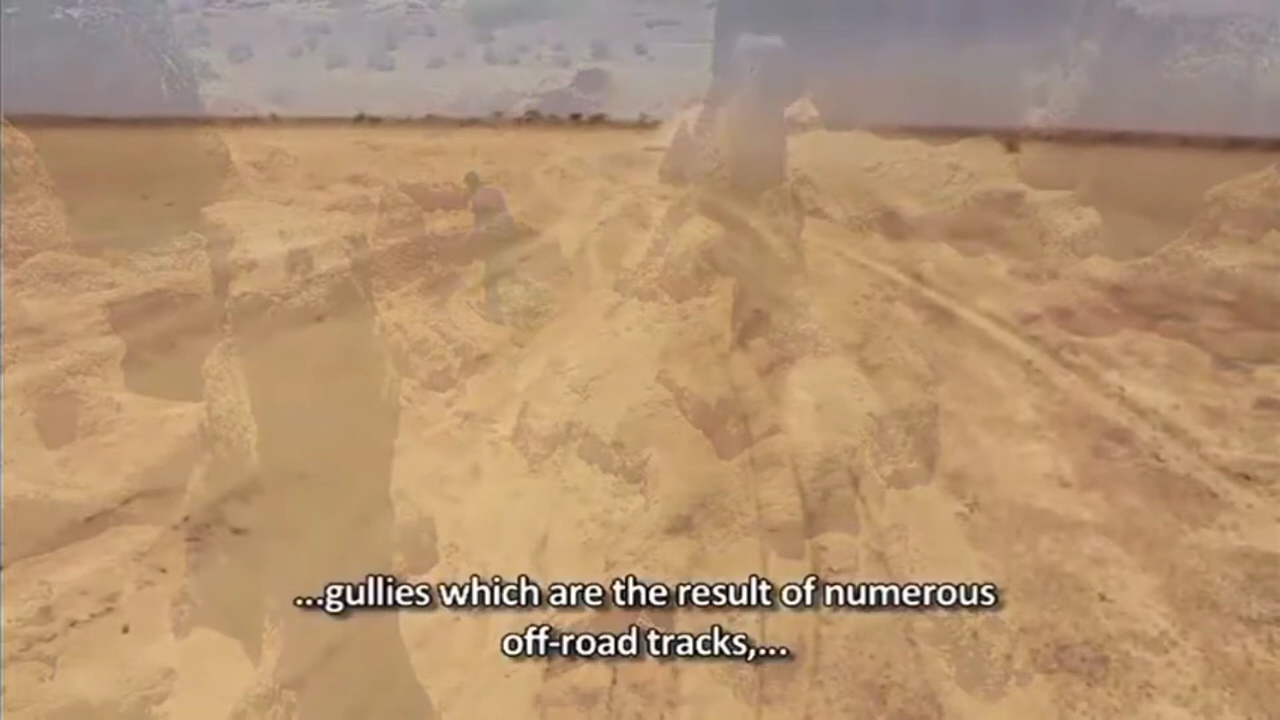 ...gullies which are the result of numerous
off-road tracks,...